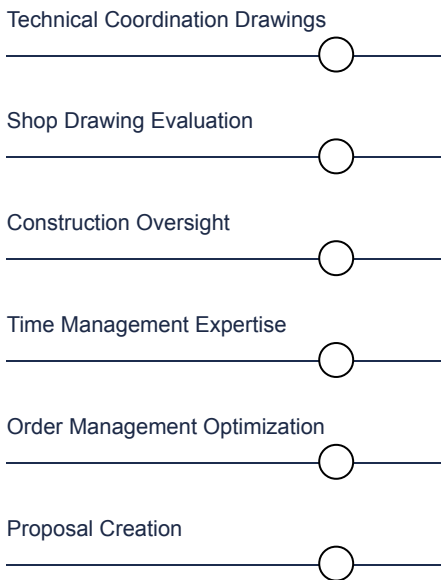 Technical Coordination Drawings
Shop Drawing Evaluation
Construction Oversight
Time Management Expertise
Order Management Optimization
Proposal Creation